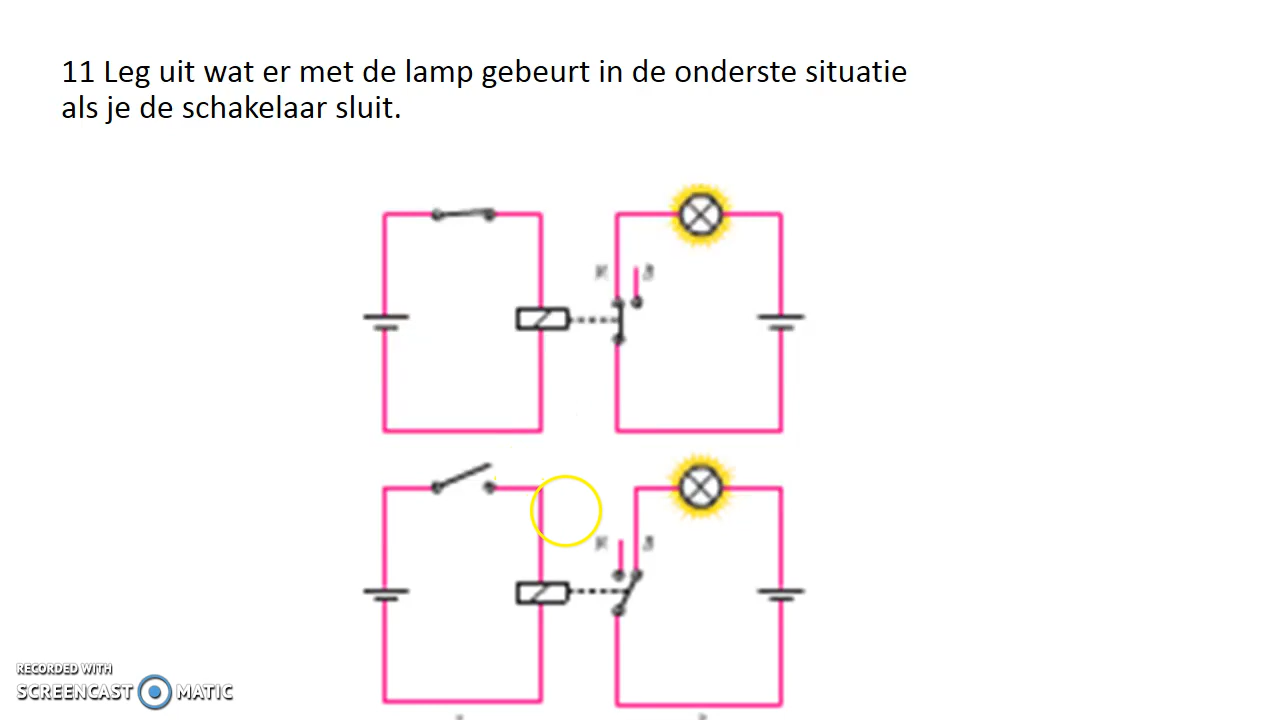 11 Leg uit wat er met de lamp gebeurt in de onderste situatie
als je de schakelaar sluit.
RECORDED WITH
SCREENCAST MATIC